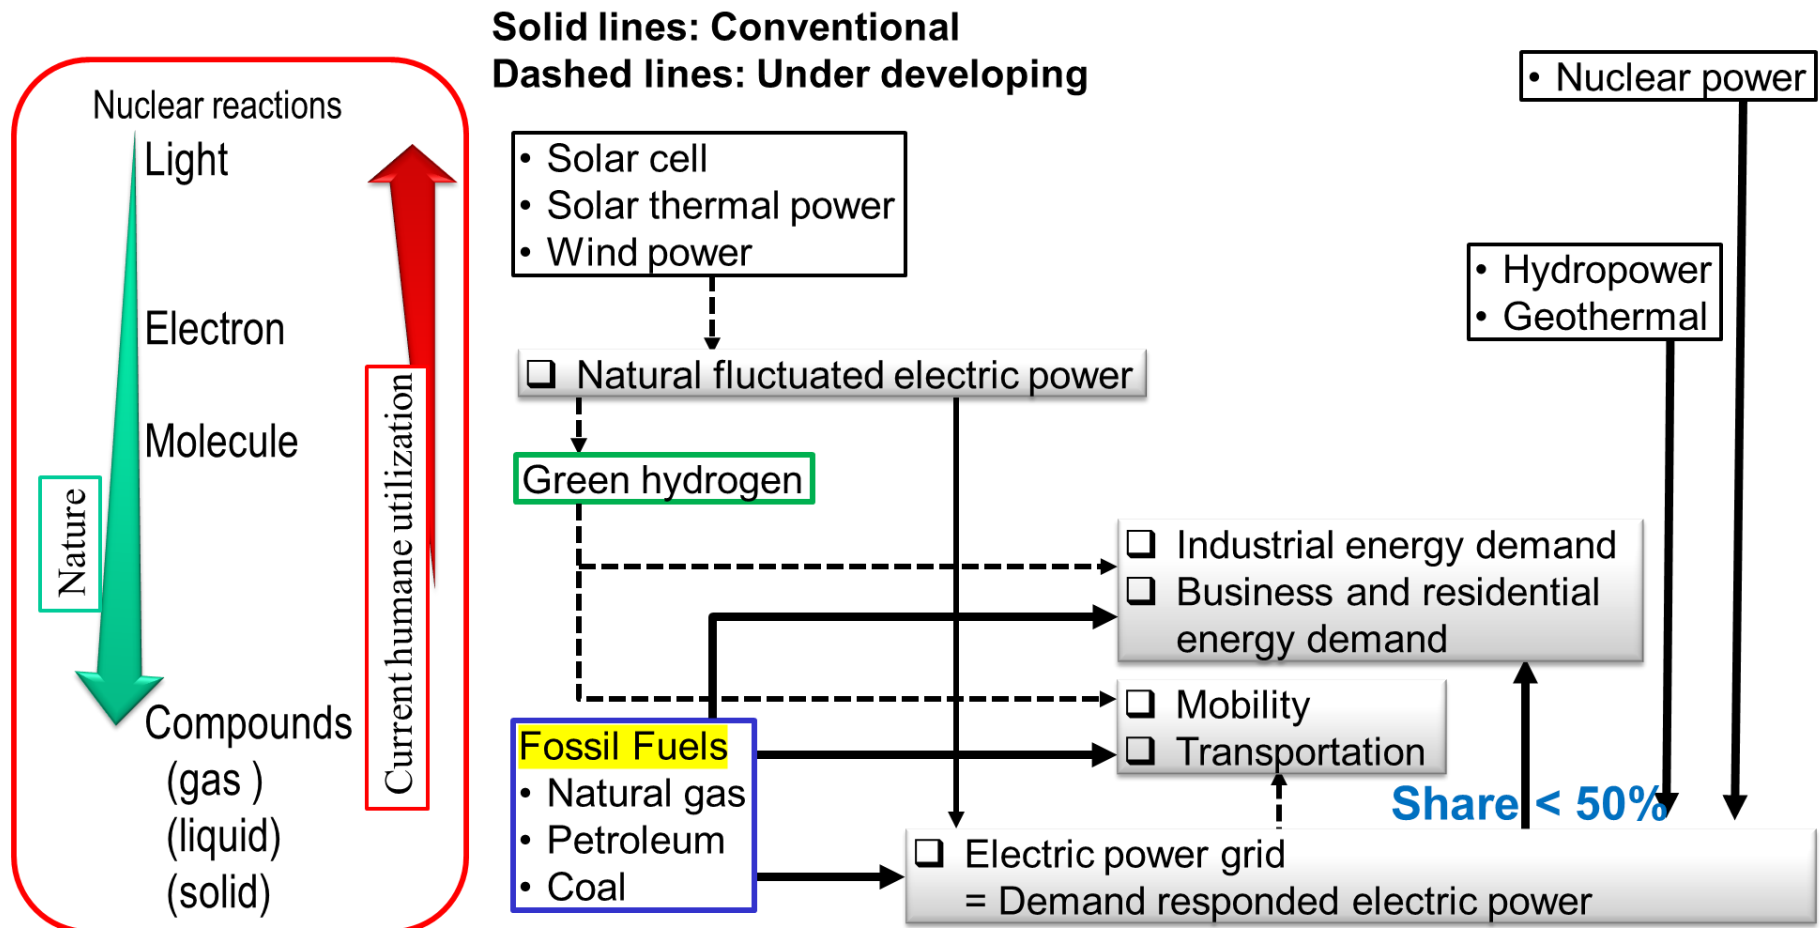 Solid lines: Conventional
Dashed lines: Under developing
Nuclear reactions
Light
Electron
Molecule
Nature
Compounds
(gas )
(liquid)
(solid)
Current humane utilization
• Solar cell
• Solar thermal power
• Wind power
• Nuclear power
• Hydropower
• Geothermal
❑ Natural fluctuated electric power
Green hydrogen
❑ Industrial energy demand
❑ Business and residential
energy demand
❑ Mobility
❑ Transportation
Fossil Fuels
• Natural gas
• Petroleum
• Coal
Share < 50%
❑ Electric power grid
= Demand responded electric power